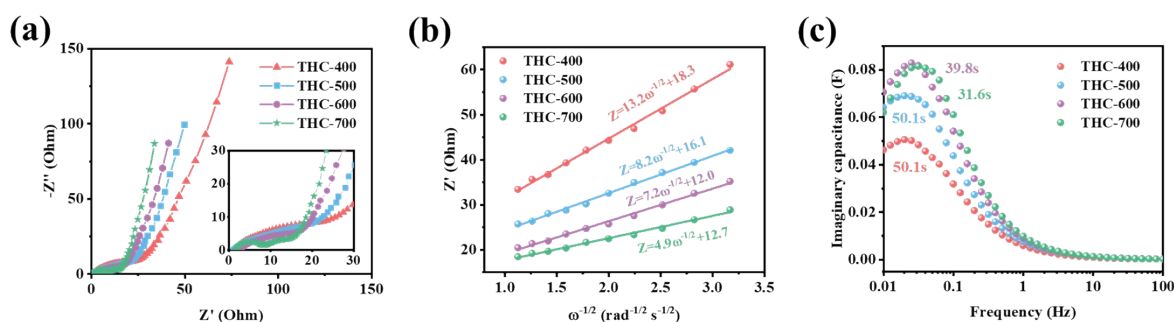 (a)
150
100
50
0
-Z'' (Ohm)
0
50
100
150
Z' (Ohm)
THC-400
THC-500
THC-600
THC-700
30
20
10
0
0
10
20
30
(b)
60
50
40
30
20
Z' (Ohm)
1.0
1.5
2.0
2.5
3.0
3.5
ω-1/2 (rad-1/2 s-1/2)
THC-400
THC-500
THC-600
THC-700
Z=13.2ω-1/2+18.3
Z=8.2ω-1/2+16.1
Z=7.2ω-1/2+12.0
Z=4.9ω-1/2+12.7
(c)
0.08
0.06
0.04
0.02
0.00
Imaginary capacitance (F)
0.01
0.1
1
10
100
Frequency (Hz)
THC-400
THC-500
THC-600
THC-700
39.8s
31.6s
50.1s
50.1s